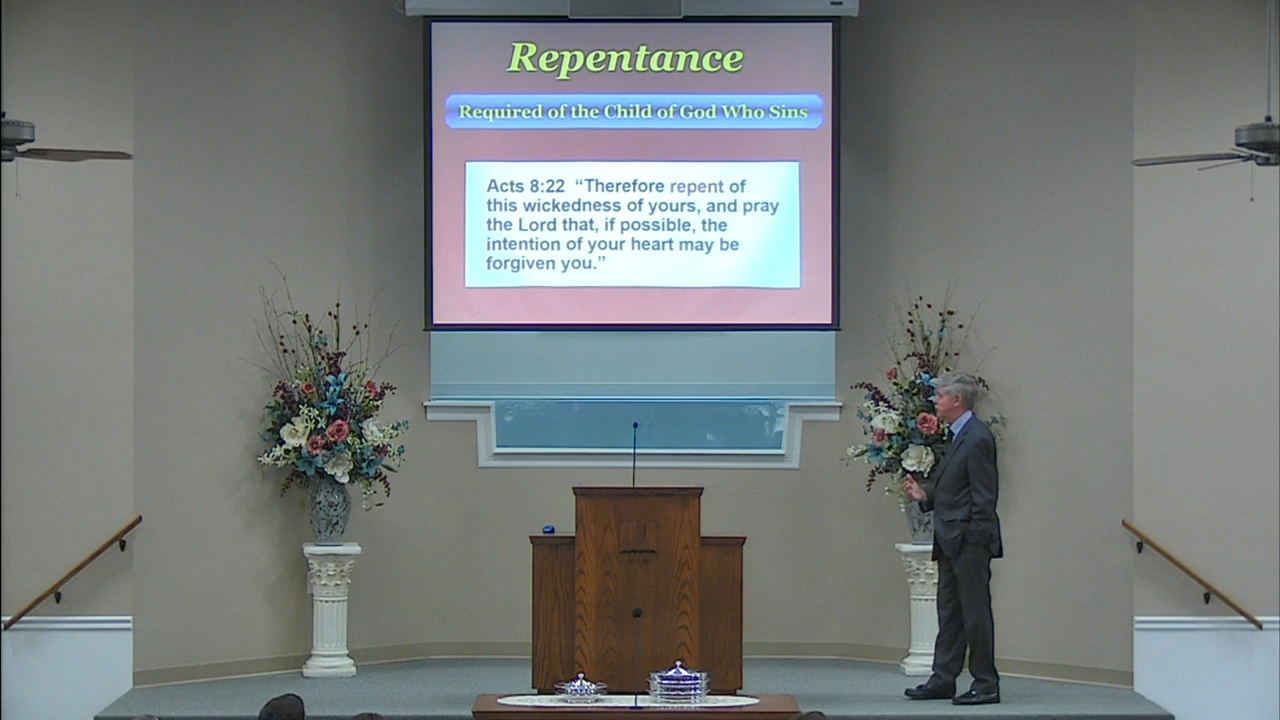 Repentance
Required of the Child of God Who Sins
Acts 8:22 “Therefore repent of
this wickedness of yours, and pray
the Lord that, if possible, the
intention of your heart may be
forgiven you.”